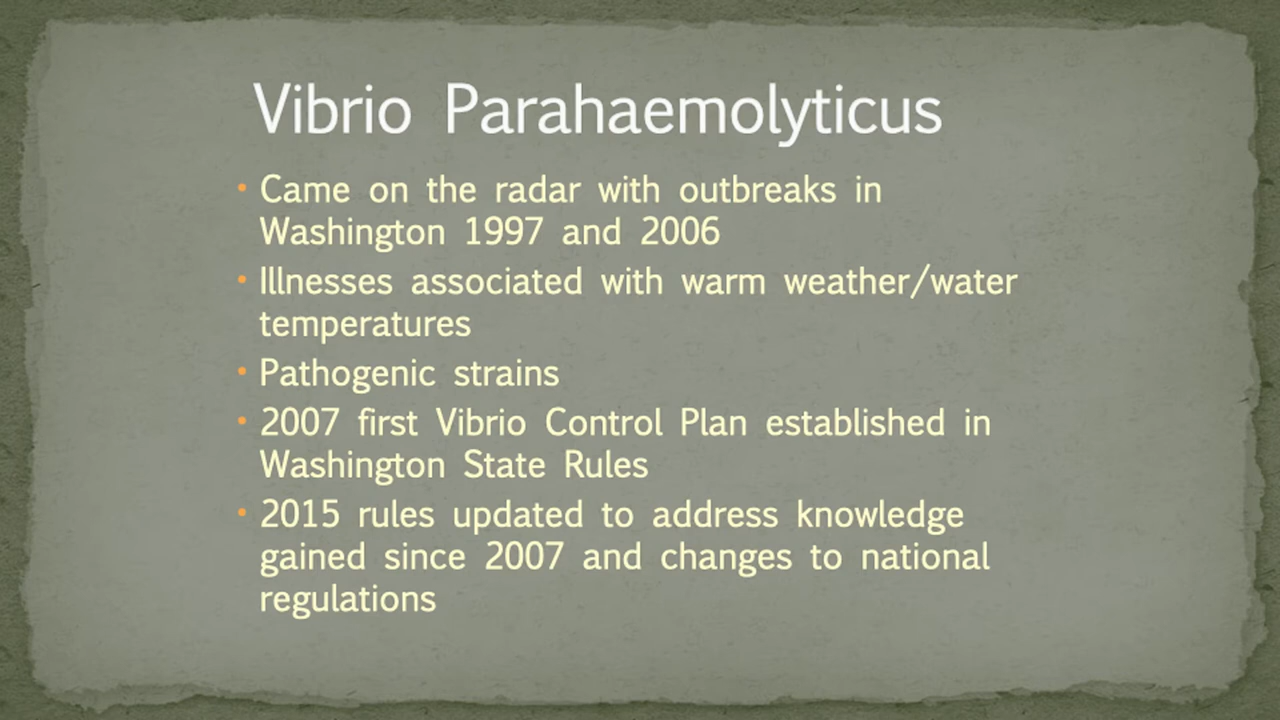 Vibrio Parahaemolyticus
• Came on the radar with outbreaks in
Washington 1997 and 2006
• Illnesses associated with warm weather/water
temperatures
• Pathogenic strains
• 2007 first Vibrio Control Plan established in
Washington State Rules
• 2015 rules updated to address knowledge
gained since 2007 and changes to national
regulations